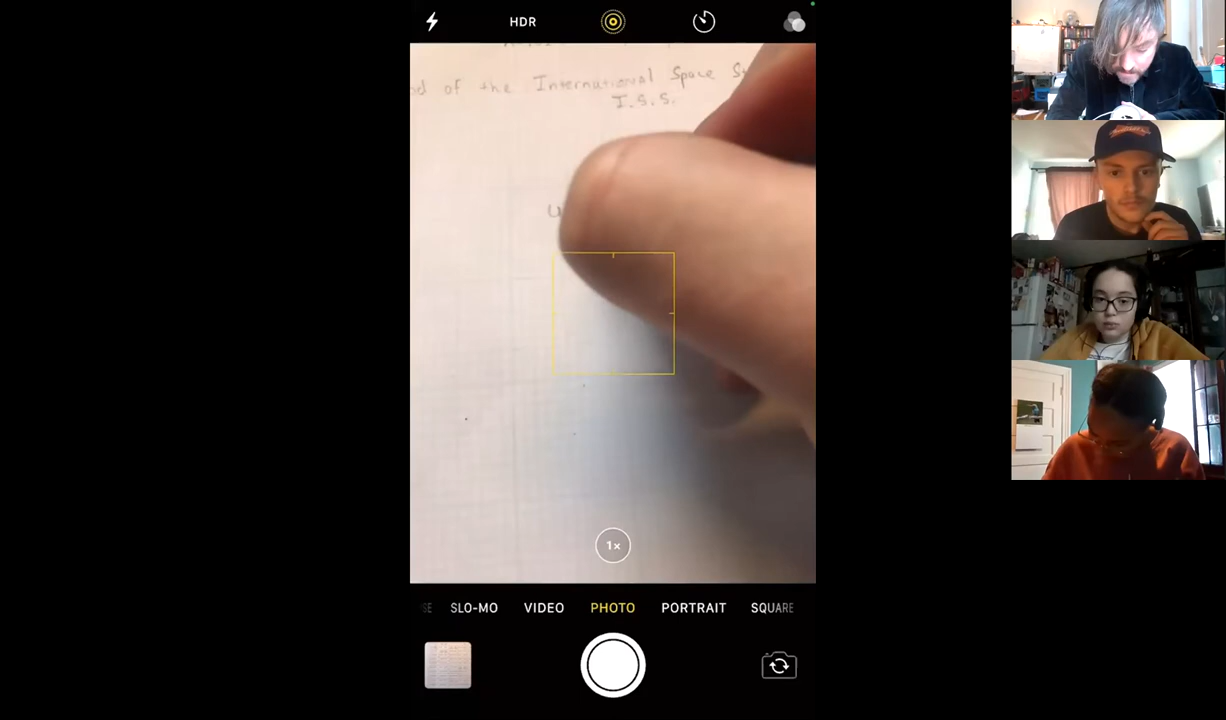 HDR
of the International Space
I.S.S.
1x
SLO-MO VIDEO PHOTO PORTRAIT SQUARE